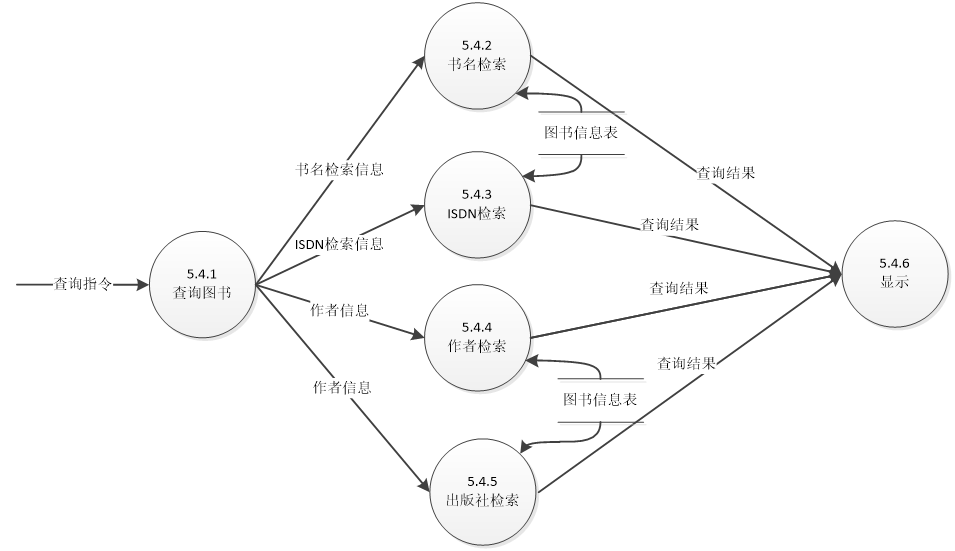 5.4.2
书名检索
图书信息表
书名检索信息
查询结果
5.4.3
ISDN检索
ISDN检索信息
查询结果
5.4.1
查询图书
查询指令
5.4.6
显示
作者信息
查询结果
5.4.4
作者检索
作者信息
查询结果
图书信息表
5.4.5
出版社检索